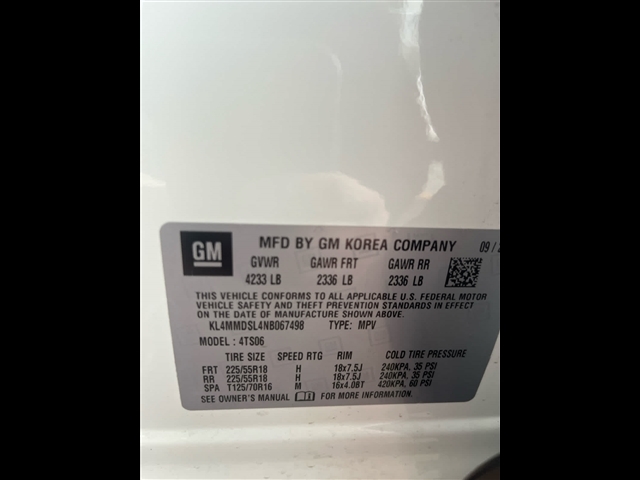 GM MFD BY GM KOREA COMPANY 09/
GVWR GAWR FRT GAWR RR
4233 LB 2336 LB 2336 LB
THIS VEHICLE CONFORMS TO ALL APPLICABLE U.S. FEDERAL MOTOR
VEHICLE SAFETY AND THEFT PREVENTION STANDARDS IN EFFECT
ON THE DATE OF MANUFACTURE SHOWN ABOVE.
KL4MMDSL4NB067498 TYPE: MPV
MODEL: 4TS06
TIRE SIZE SPEED RTG RIM COLD TIRE PRESSURE
FRT 225/55R18 H 18x7.5J 240KPA, 35 PSI
RR 225/55R18 H 18x7.5J 240KPA, 35 PSI
SPA T125/70R16 M 16x4.0BT 420KPA, 60 PSI
SEE OWNER'S MANUAL FOR MORE INFORMATION